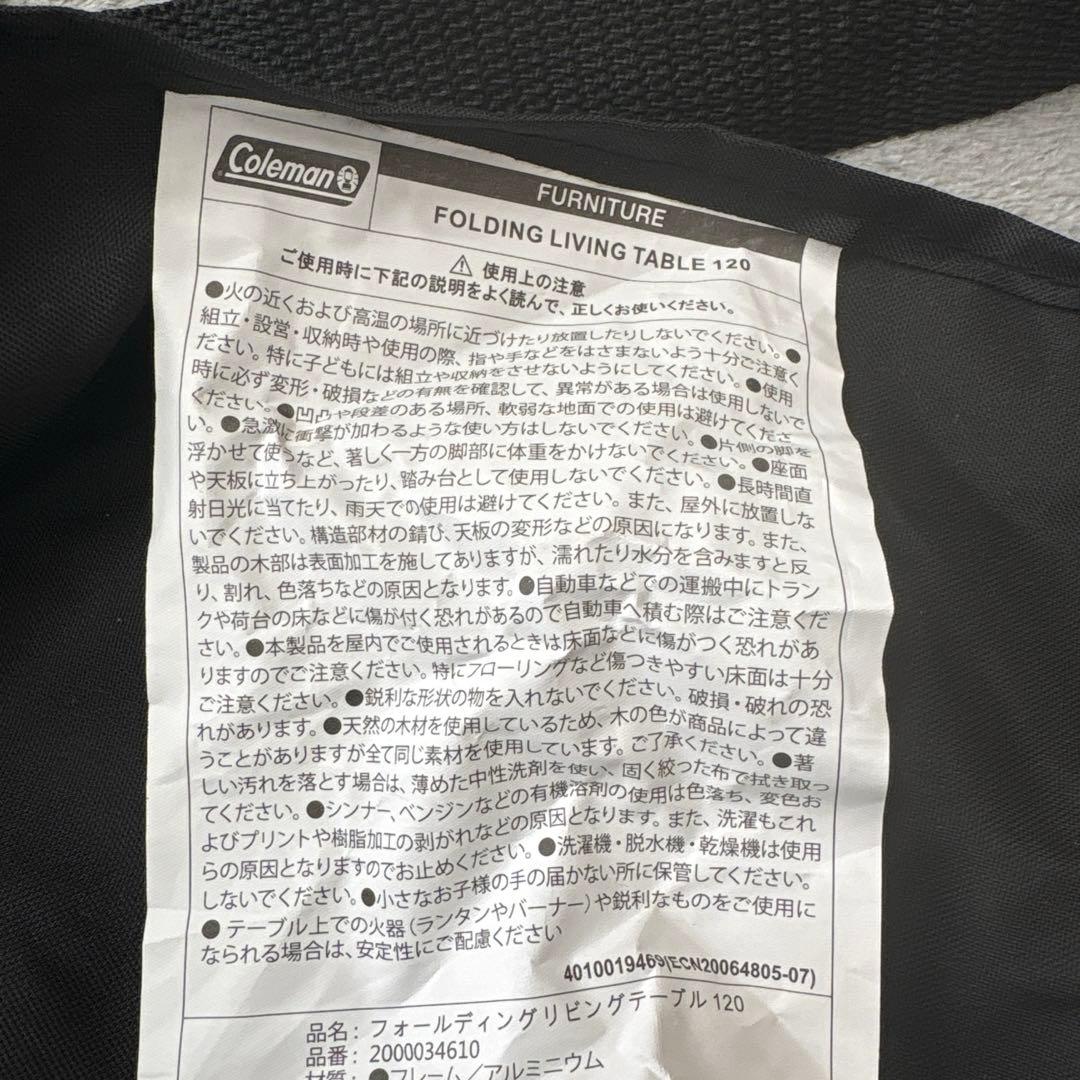 Coleman
FURNITURE
FOLDING LIVING TABLE 120
⚠ 使用上の注意
ご使用時に下記の説明をよく読んで、正しくお使いください。
●火の近くおよび高温の場所に近づけたり放置したりしないでください。●
組立・設営・収納時や使用の際、指や手などをはさまないよう十分ご注意く
ださい。特に子どもには組立や収納をさせないようにしてください。●使用
時に必ず変形・破損などの有無を確認して、異常がある場合は使用しないで
ください。●凹凸や段差のある場所、軟弱な地面での使用は避けてくださ
い。●急激に衝撃が加わるような使い方はしないでください。●片側の脚を
浮かせて使うなど、著しく一方の脚部に体重をかけないでください。●座面
や天板に立ち上がったり、踏み台として使用しないでください。●長時間直
射日光に当てたり、雨天での使用は避けてください。また、屋外に放置しな
いでください。構造部材の錆び、天板の変形などの原因になります。また、
製品の木部は表面加工を施してありますが、濡れたり水分を含みますと反
り、割れ、色落ちなどの原因となります。●自動車などでの運搬中にトラン
クや荷台の床などに傷が付く恐れがあるので自動車へ積む際はご注意くだ
さい。●本製品を屋内でご使用されるときは床面などに傷がつく恐れがあ
りますのでご注意ください。特にフローリングなど傷つきやすい床面は十分
ご注意ください。●鋭利な形状の物を入れないでください。破損・破れの恐
れがあります。●天然の木材を使用しているため、木の色が商品によって違
うことがありますが全て同じ素材を使用しています。ご了承ください。●著
しい汚れを落とす場合は、薄めた中性洗剤を使い、固く絞った布で拭き取っ
てください。●シンナー、ベンジンなどの有機溶剤の使用は色落ち、変色お
よびプリントや樹脂加工の剥がれなどの原因となります。また、洗濯もこれ
らの原因となりますのでお止めください。●洗濯機・脱水機・乾燥機は使用
しないでください。●小さなお子様の手の届かない所に保管してください。
●テーブル上での火器（ランタンやバーナー）や鋭利なものをご使用に
なられる場合は、安定性にご配慮ください
4010019469(ECN20064805-07)
品名：フォールディングリビングテーブル120
品番：2000034610
材質：●フレーム／アルミニウム